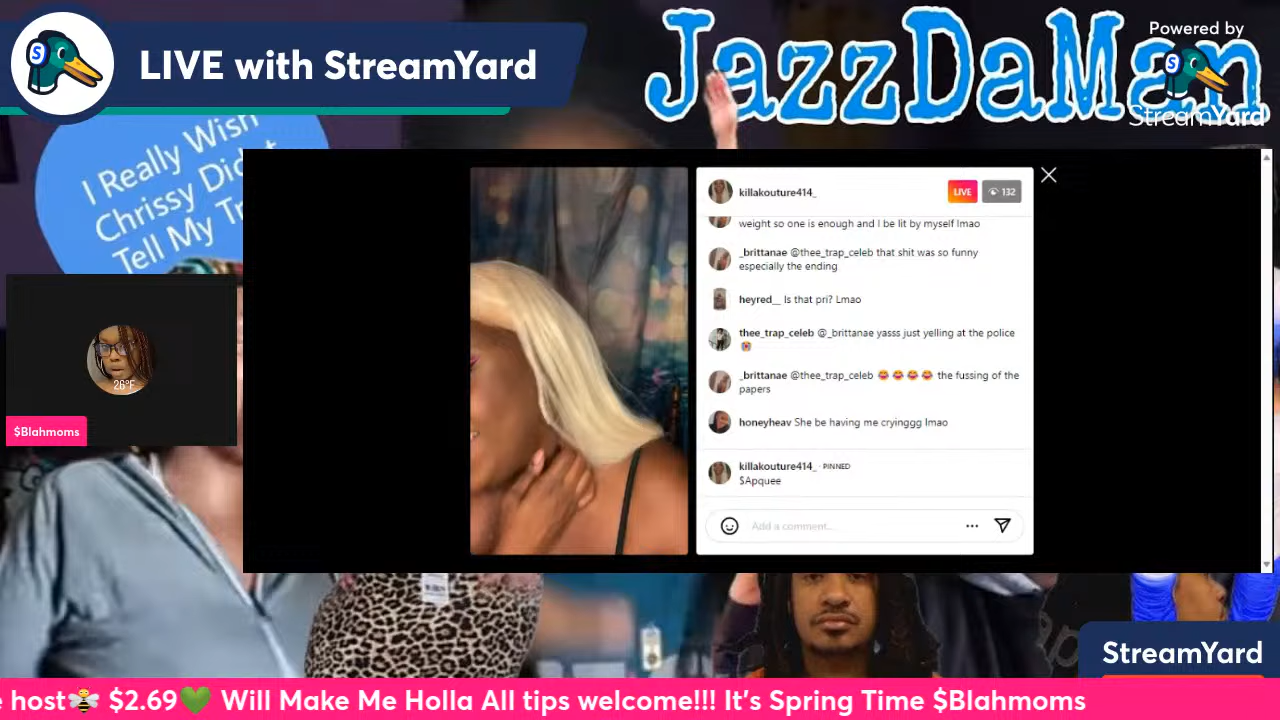 LIVE with StreamYard
JazzDaMan
Powered by
S
StreamYard
I Really Wish
Chrissy
Tell My
killakouture414_
LIVE
132
weight so one is enough and I be lit by myself lmao
_brittanae @thee_trap_celeb that shit was so funny
especially the ending
heyred__ Is that pri? Lmao
thee_trap_celeb @_brittanae yasss just yelling at the police
😭
_brittanae @thee_trap_celeb 😂😂😂😂 the fussing of the
papers
honeyheav She be having me cryinggg lmao
killakouture414_ · PINNED
$Apquee
Add a comment...
26°F
$Blahmoms
StreamYard
e host🐝 $2.69💚 Will Make Me Holla All tips welcome!!! It's Spring Time $Blahmoms